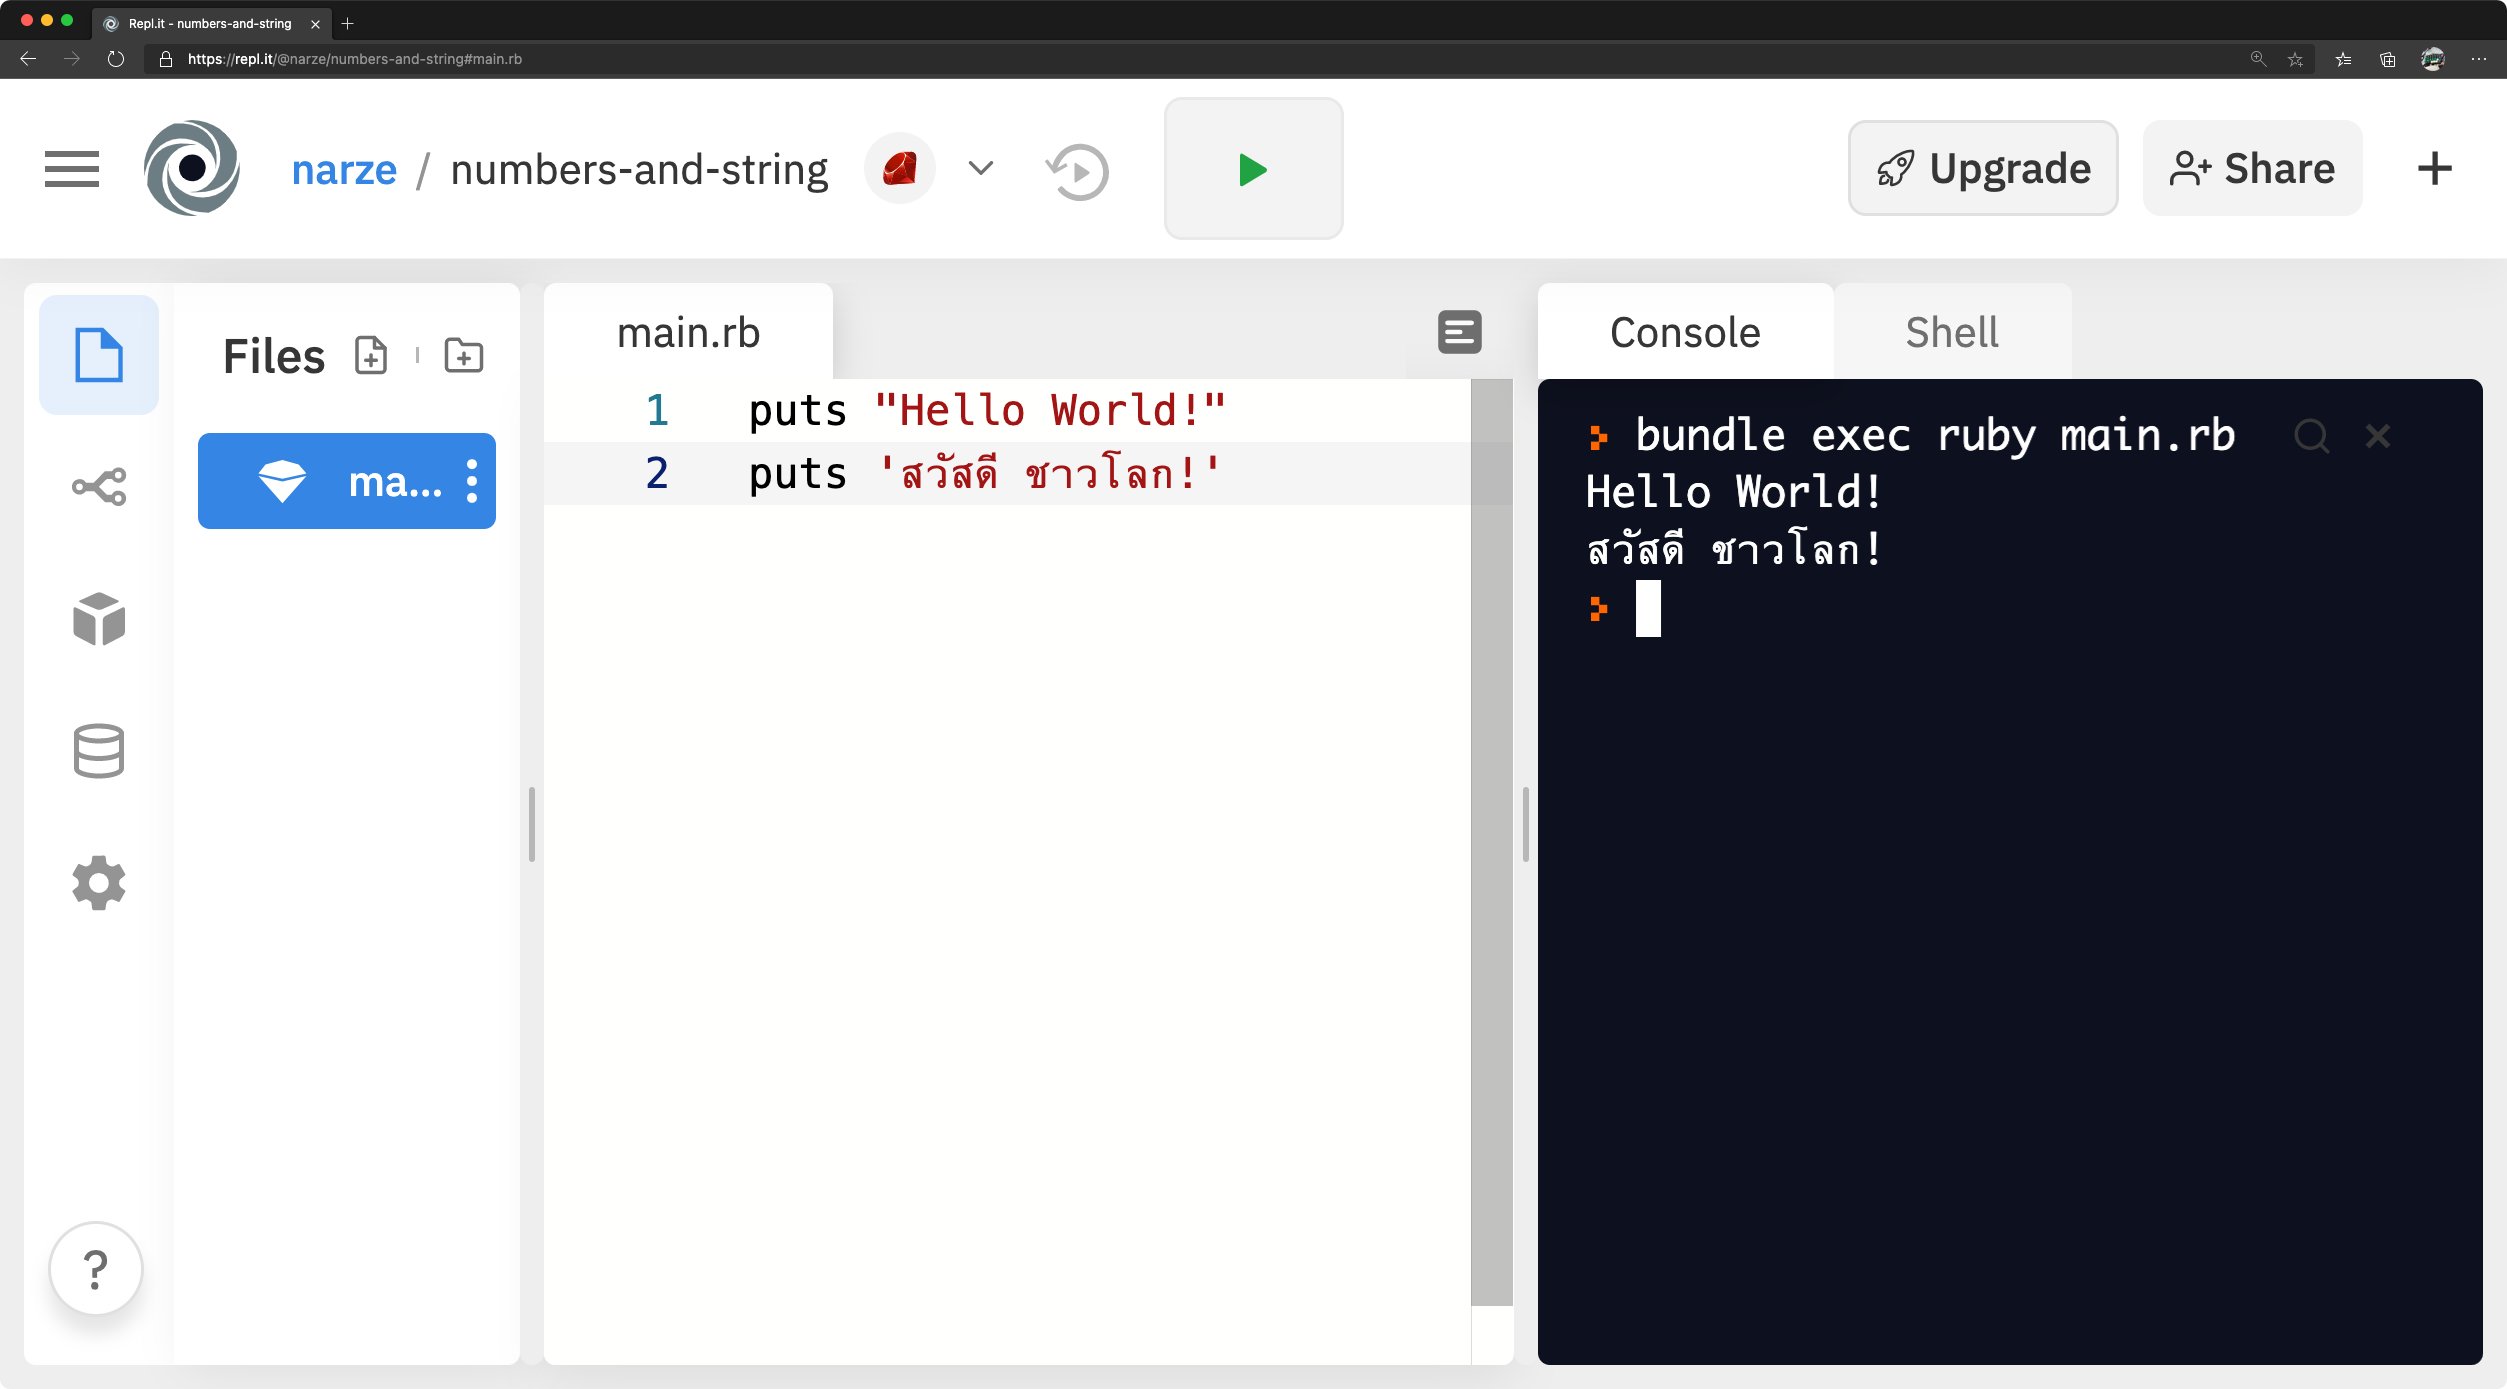 Repl.it - numbers-and-string
https://repl.it/@narze/numbers-and-string#main.rb
narze / numbers-and-string
Upgrade
Share
Files
ma...
main.rb
1 puts "Hello World!"
2 puts 'สวัสดี ชาวโลก!'
Console
Shell
bundle exec ruby main.rb
Hello World!
สวัสดี ชาวโลก!
?